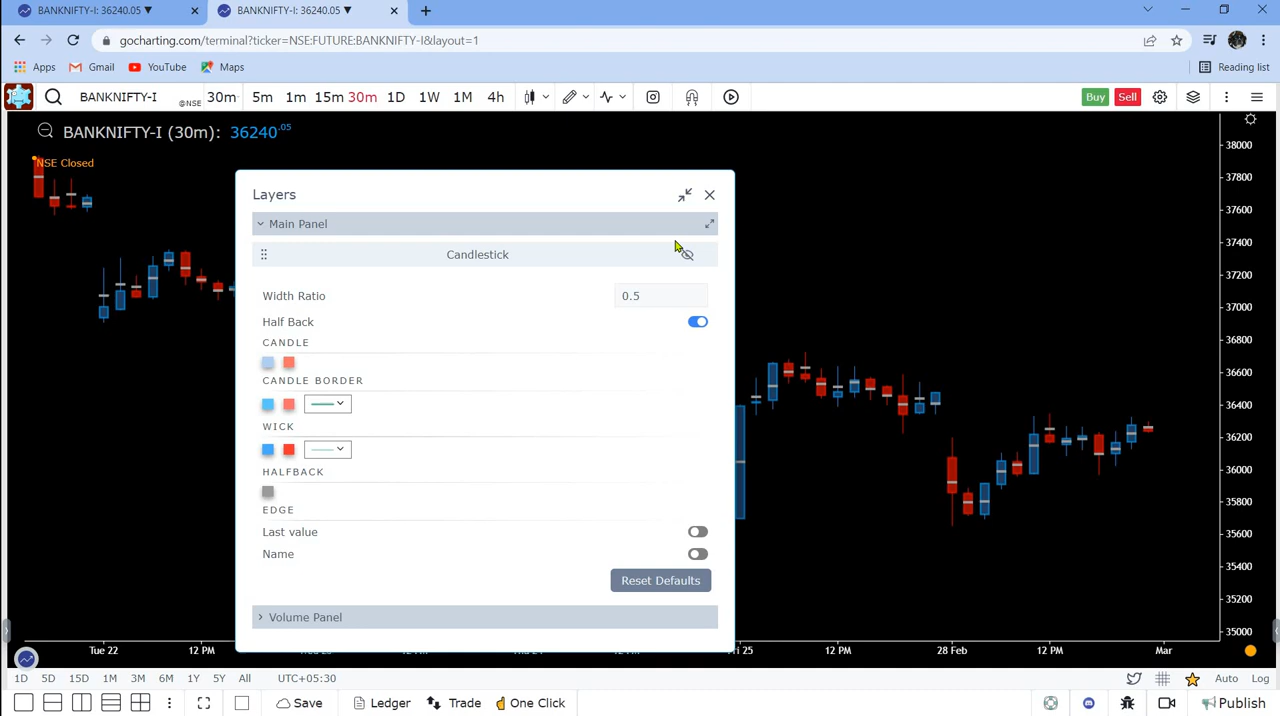 BANKNIFTY-I: 36240.05 ▼ BANKNIFTY-I: 36240.05 ▼
gocharting.com/terminal?ticker=NSE:FUTURE:BANKNIFTY-I&layout=1
Apps Gmail YouTube Maps Reading list
BANKNIFTY-I @NSE 30m 5m 1m 15m 30m 1D 1W 1M 4h Buy Sell
BANKNIFTY-I (30m): 36240.05
NSE Closed
38000
37800
37600
37400
37200
37000
36800
36600
36400
36200
36000
35800
35600
35400
35200
35000
Layers
Main Panel
Candlestick
Width Ratio 0.5
Half Back
CANDLE
CANDLE BORDER
WICK
HALFBACK
EDGE
Last value
Name
Reset Defaults
Volume Panel
Tue 22 12 PM Fri 25 12 PM 28 Feb 12 PM Mar
1D 5D 15D 1M 3M 6M 1Y 5Y All UTC+05:30 Auto Log
Save Ledger Trade One Click Publish